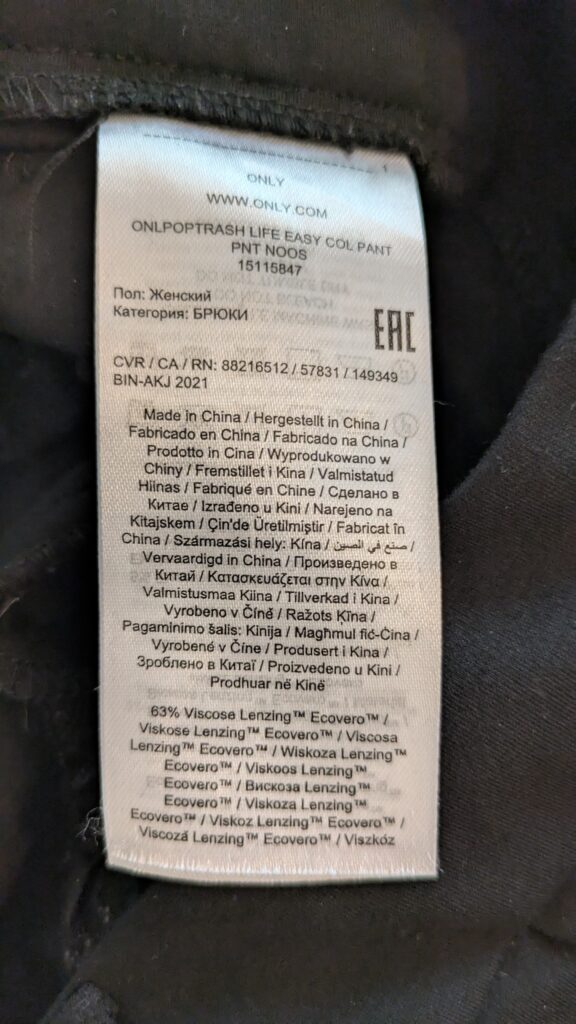 ONLY
WWW.ONLY.COM
ONLPOPTRASH LIFE EASY COL PANT
PNT NOOS
15115847
Пол: Женский
Категория: БРЮКИ
EAC
CVR / CA / RN: 88216512 / 57831 / 149349
BIN-AKJ 2021
Made in China / Hergestellt in China /
Fabricado en China / Fabricado na China /
Prodotto in Cina / Wyprodukowano w
Chiny / Fremstillet i Kina / Valmistatud
Hiinas / Fabriqué en Chine / Сделано в
Китае / Izrađeno u Kini / Narejeno na
Kitajskem / Çin'de Üretilmiştir / Fabricat în
China / Származási hely: Kína / صنع في الصين /
Vervaardigd in China / Произведено в
Китай / Κατασκευάζεται στην Κίνα /
Valmistusmaa Kiina / Tillverkad i Kina /
Vyrobeno v Číně / Ražots Ķīna /
Pagaminimo šalis: Kinija / Magħmul fiċ-Ċina /
Vyrobené v Číne / Produsert i Kina /
Зроблено в Китаї / Proizvedeno u Kini /
Prodhuar në Kinë
63% Viscose Lenzing™ Ecovero™ /
Viskose Lenzing™ Ecovero™ / Viscosa
Lenzing™ Ecovero™ / Wiskoza Lenzing™
Ecovero™ / Viskoos Lenzing™
Ecovero™ / Вискоза Lenzing™
Ecovero™ / Viskoza Lenzing™
Ecovero™ / Viskoz Lenzing™ Ecovero™ /
Viscoză Lenzing™ Ecovero™ / Viszkóz